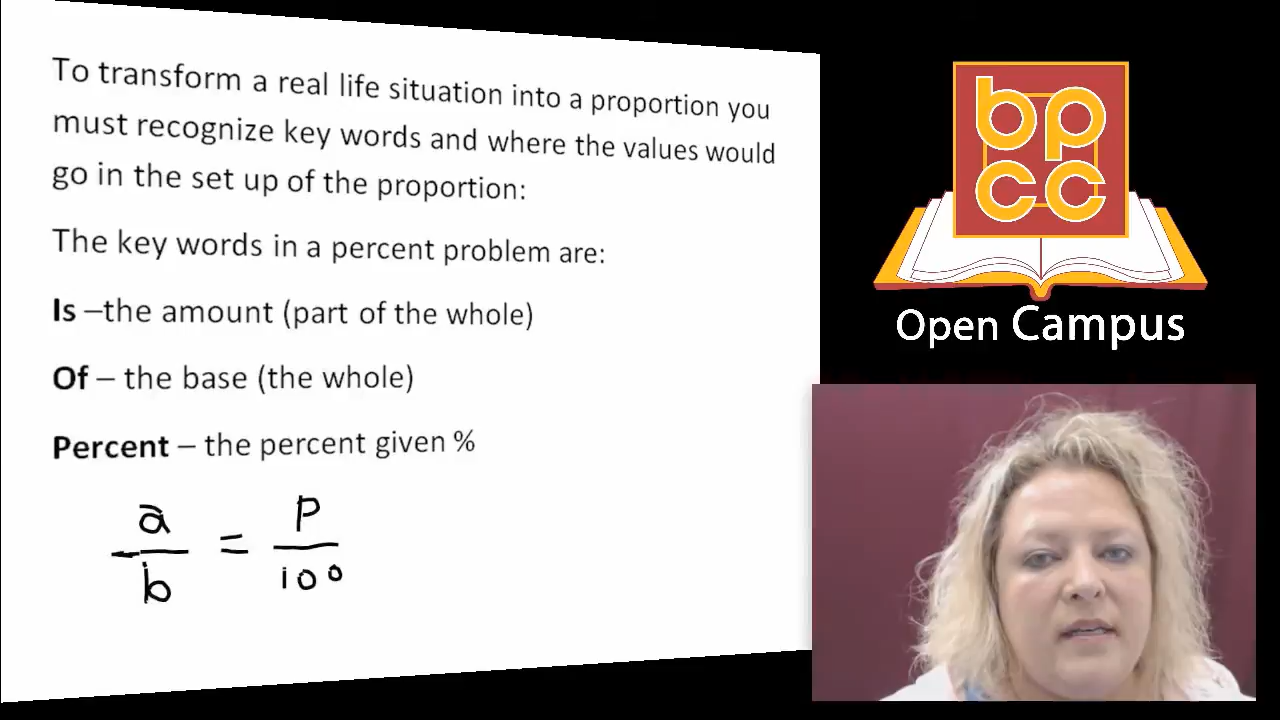 To transform a real life situation into a proportion you
must recognize key words and where the values would
go in the set up of the proportion:
The key words in a percent problem are:
Is –the amount (part of the whole)
Of – the base (the whole)
Percent – the percent given %
a/b = P/100
bp
cc
Open Campus